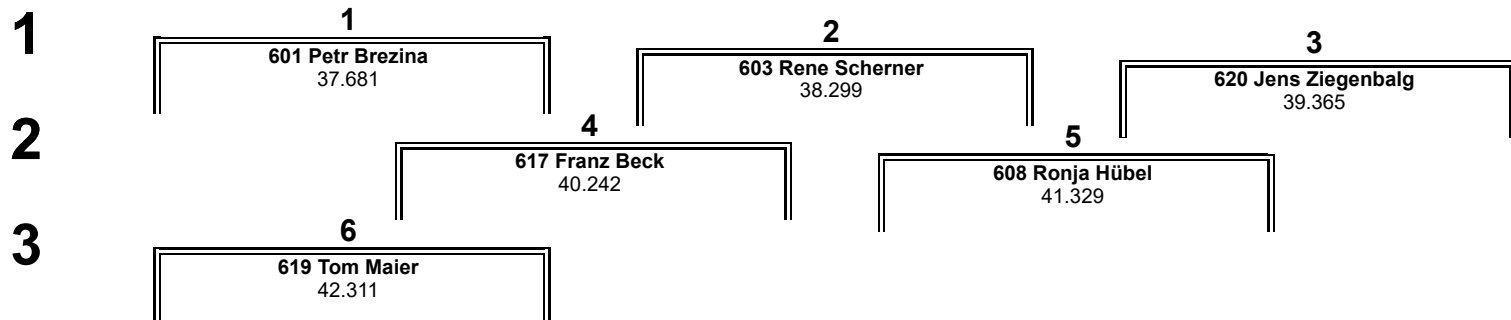 1
1
601 Petr Brezina
37.681
2
603 Rene Scherner
38.299
3
620 Jens Ziegenbalg
39.365
2
4
617 Franz Beck
40.242
5
608 Ronja Hübel
41.329
3
6
619 Tom Maier
42.311